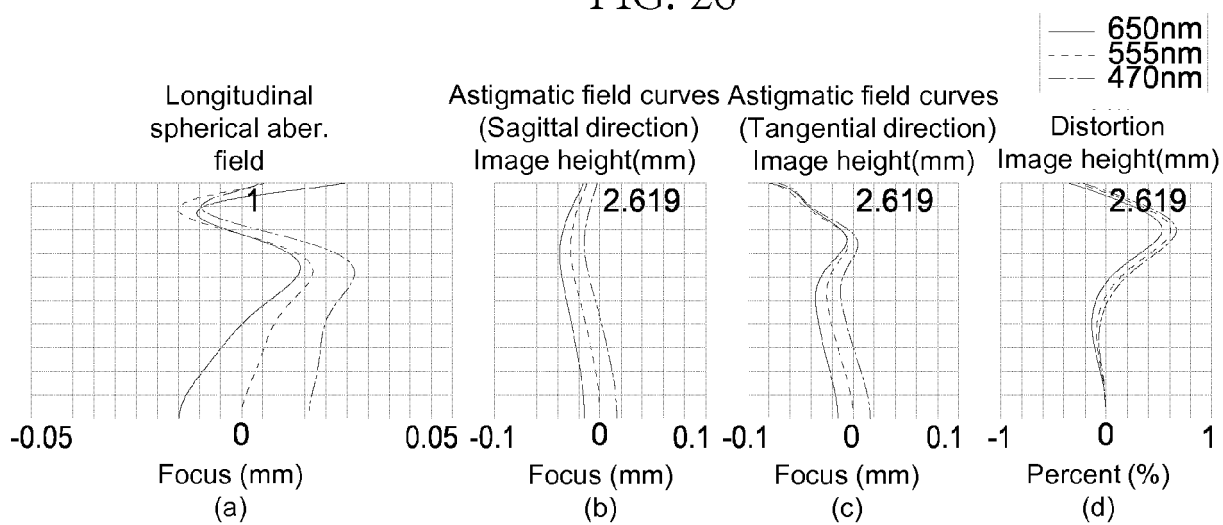 650nm
555nm
470nm
Longitudinal
spherical aber.
field
1
-0.05
0
0.05
Focus (mm)
(a)
Astigmatic field curves
(Sagittal direction)
Image height(mm)
2.619
-0.1
0
0.1
Focus (mm)
(b)
Astigmatic field curves
(Tangential direction)
Image height(mm)
2.619
-0.1
0
0.1
Focus (mm)
(c)
Distortion
Image height(mm)
2.619
-1
0
1
Percent (%)
(d)